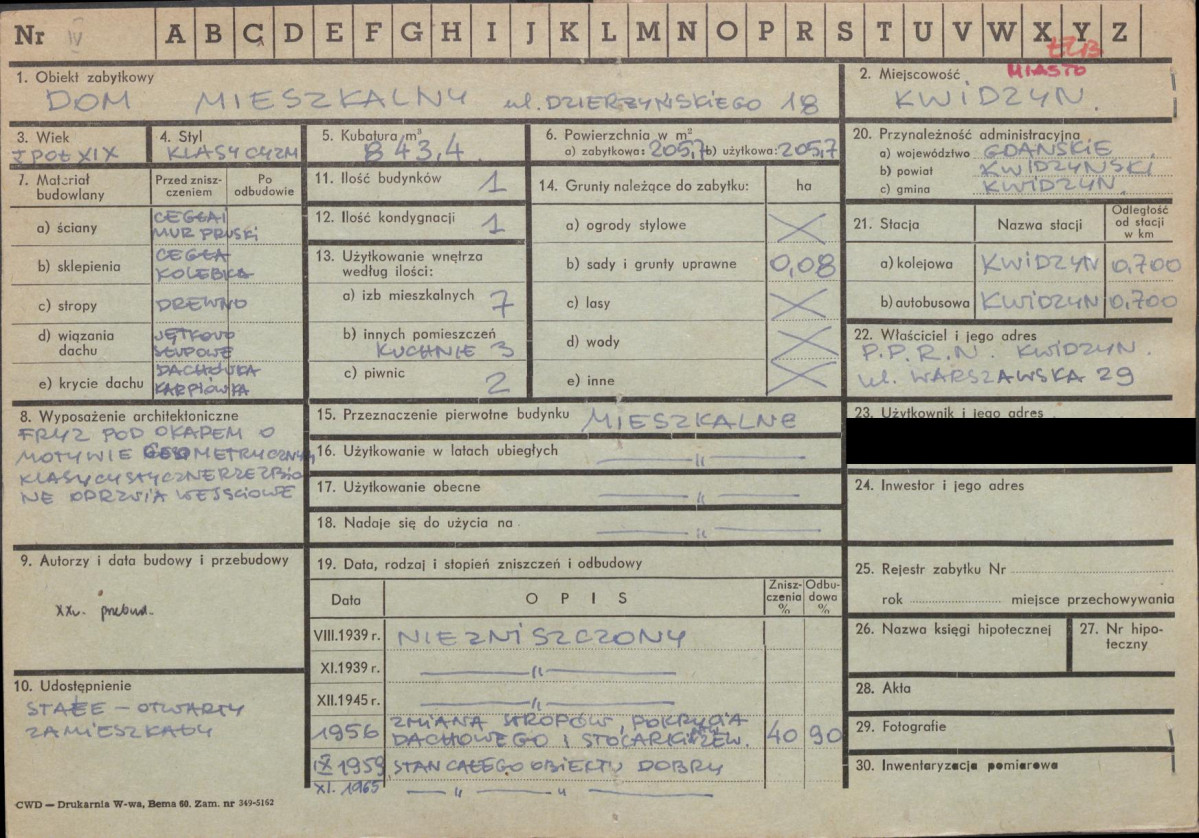 Nr IV A B C D E F G H I J K L M N O P R S T U V W X Y Z
MIASTO
1. Obiekt zabytkowy
DOM MIESZKALNY ul. DZIERŻYŃSKIEGO 18
2. Miejscowość
KWIDZYN.
3. Wiek
I POŁ XIX
4. Styl
KLASYCYZM
5. Kubatura m³
843,4
6. Powierzchnia w m²
a) zabytkowa: 205,7 b) użytkowa: 205,7
20. Przynależność administracyjna
a) województwo GDAŃSKIE
b) powiat KWIDZYŃSKI
c) gmina KWIDZYN.
7. Materiał budowlany
Przed zniszczeniem
Po odbudowie
a) ściany CEGŁA I
MUR PRUSKI
b) sklepienia CEGŁA
KOLEBKA
c) stropy DREWNO
d) wiązania dachu JĘTKOWO
SŁUPOWE
e) krycie dachu DACHÓWKA
KARPIÓWKA
11. Ilość budynków 1
12. Ilość kondygnacji 1
13. Użytkowanie wnętrza
według ilości:
a) izb mieszkalnych 7
b) innych pomieszczeń
KUCHNIE 3
c) piwnic 2
14. Grunty należące do zabytku: ha
a) ogrody stylowe
b) sady i grunty uprawne 0,08
c) lasy
d) wody
e) inne
21. Stacja Nazwa stacji Odległość
od stacji
w km
a) kolejowa KWIDZYN 0,700
b) autobusowa KWIDZYN 0,700
22. Właściciel i jego adres
P.P.R.N. KWIDZYN.
ul. WARSZAWSKA 29
8. Wyposażenie architektoniczne
FRYZ POD OKAPEM O
MOTYWIE GEOMETRYCZNYM
KLASYCYSTYCZNE RZEŹBIO
NE DRZWIA WEJŚCIOWE
15. Przeznaczenie pierwotne budynku MIESZKALNE
16. Użytkowanie w latach ubiegłych — " —
17. Użytkowanie obecne — " —
18. Nadaje się do użycia na — " —
23. Użytkownik i jego adres
24. Inwestor i jego adres
9. Autorzy i data budowy i przebudowy
XXw. przebud.
19. Data, rodzaj i stopień zniszczeń i odbudowy
Data O P I S Zniszczenia % Odbudowa %
VIII.1939 r. NIEZNISZCZONY
XI.1939 r. — " —
XII.1945 r. — " —
1956 ZMIANA STROPÓW, POKRYCIA
DACHOWEGO I STOLARKI ZEW. 40 90
IX 1959 STAN CAŁEGO OBIEKTU DOBRY
XI. 1965 — " — " —
25. Rejestr zabytku Nr
rok miejsce przechowywania
26. Nazwa księgi hipotecznej
27. Nr hipoteczny
10. Udostępnienie
STAŁE – OTWARTY
ZAMIESZKAŁY
28. Akta
29. Fotografie
30. Inwentaryzacja pomiarowa
CWD — Drukarnia W-wa, Bema 60. Zam. nr 349-5162